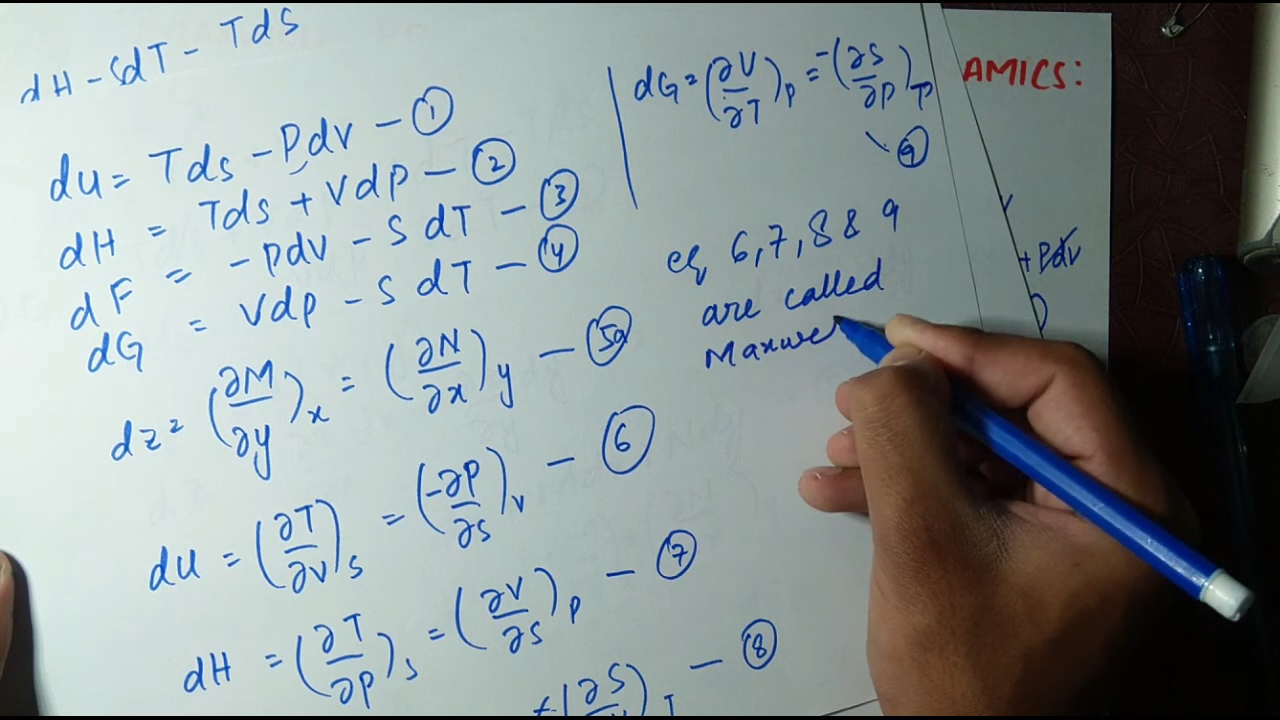 dH - SdT - Tds
du = Tds - Pdv - ①
dH = Tds + Vdp - ②
dF = - pdv - s dT - ③
dG = Vdp - s dT - ④
dz = (∂M/∂y)x = (∂N/∂x)y - 5a
du = (∂T/∂v)s = (-∂P/∂s)v - ⑥
dH = (∂T/∂P)s = (∂V/∂s)P - ⑦
(∂S/ )T - ⑧
dG = (∂V/∂T)P = -(∂S/∂P)T
⑨
eq 6,7,8 & 9
are called
Maxwe
AMICS:
+ Pdv